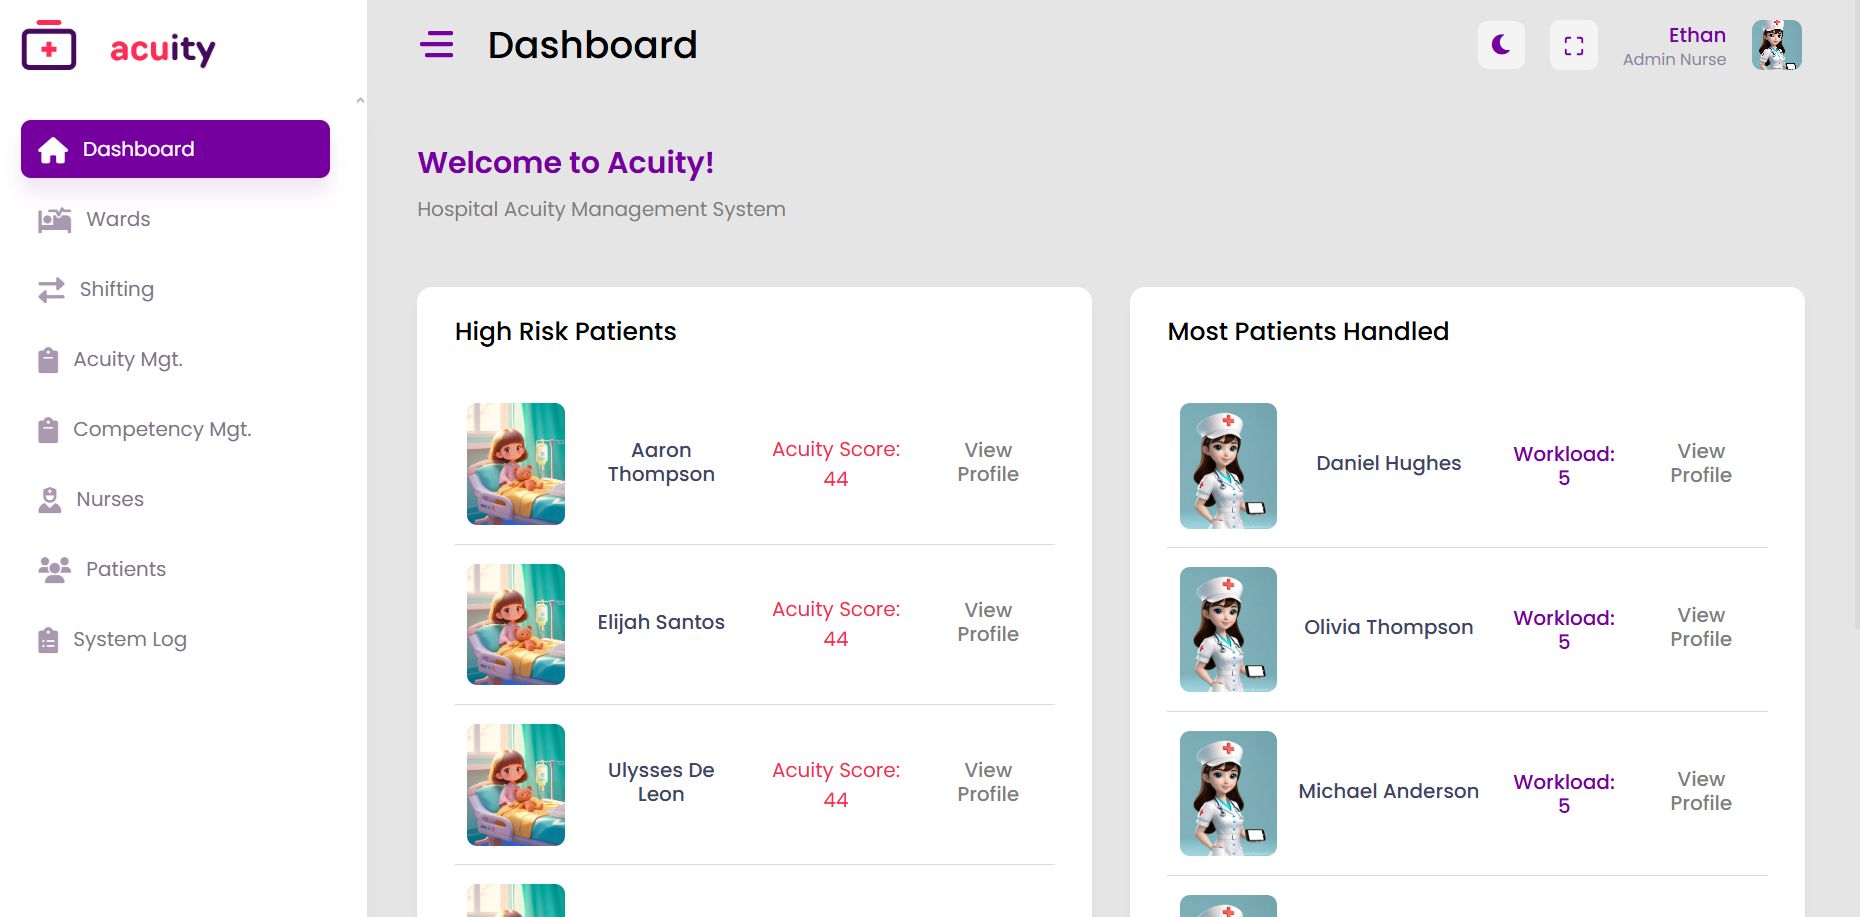 acuity
Dashboard
Wards
Shifting
Acuity Mgt.
Competency Mgt.
Nurses
Patients
System Log
Dashboard
Ethan
Admin Nurse
Welcome to Acuity!
Hospital Acuity Management System
High Risk Patients
Aaron
Thompson
Acuity Score:
44
View
Profile
Elijah Santos
Acuity Score:
44
View
Profile
Ulysses De
Leon
Acuity Score:
44
View
Profile
Most Patients Handled
Daniel Hughes
Workload:
5
View
Profile
Olivia Thompson
Workload:
5
View
Profile
Michael Anderson
Workload:
5
View
Profile